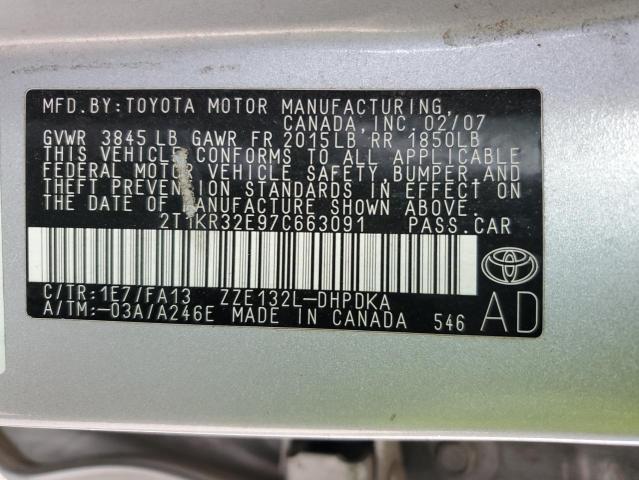 MFD. BY: TOYOTA MOTOR MANUFACTURING,
CANADA, INC. 02/07
GVWR 3845 LB GAWR FR 2015LB RR 1850LB
THIS VEHICLE CONFORMS TO ALL APPLICABLE
FEDERAL MOTOR VEHICLE SAFETY, BUMPER, AND
THEFT PREVENTION STANDARDS IN EFFECT ON
THE DATE OF MANUFACTURE SHOWN ABOVE.
2T1KR32E97C663091 PASS. CAR
C/TR: 1E7/FA13 ZZE132L-DHPDKA
A/TM: -03A/A246E MADE IN CANADA 546
AD